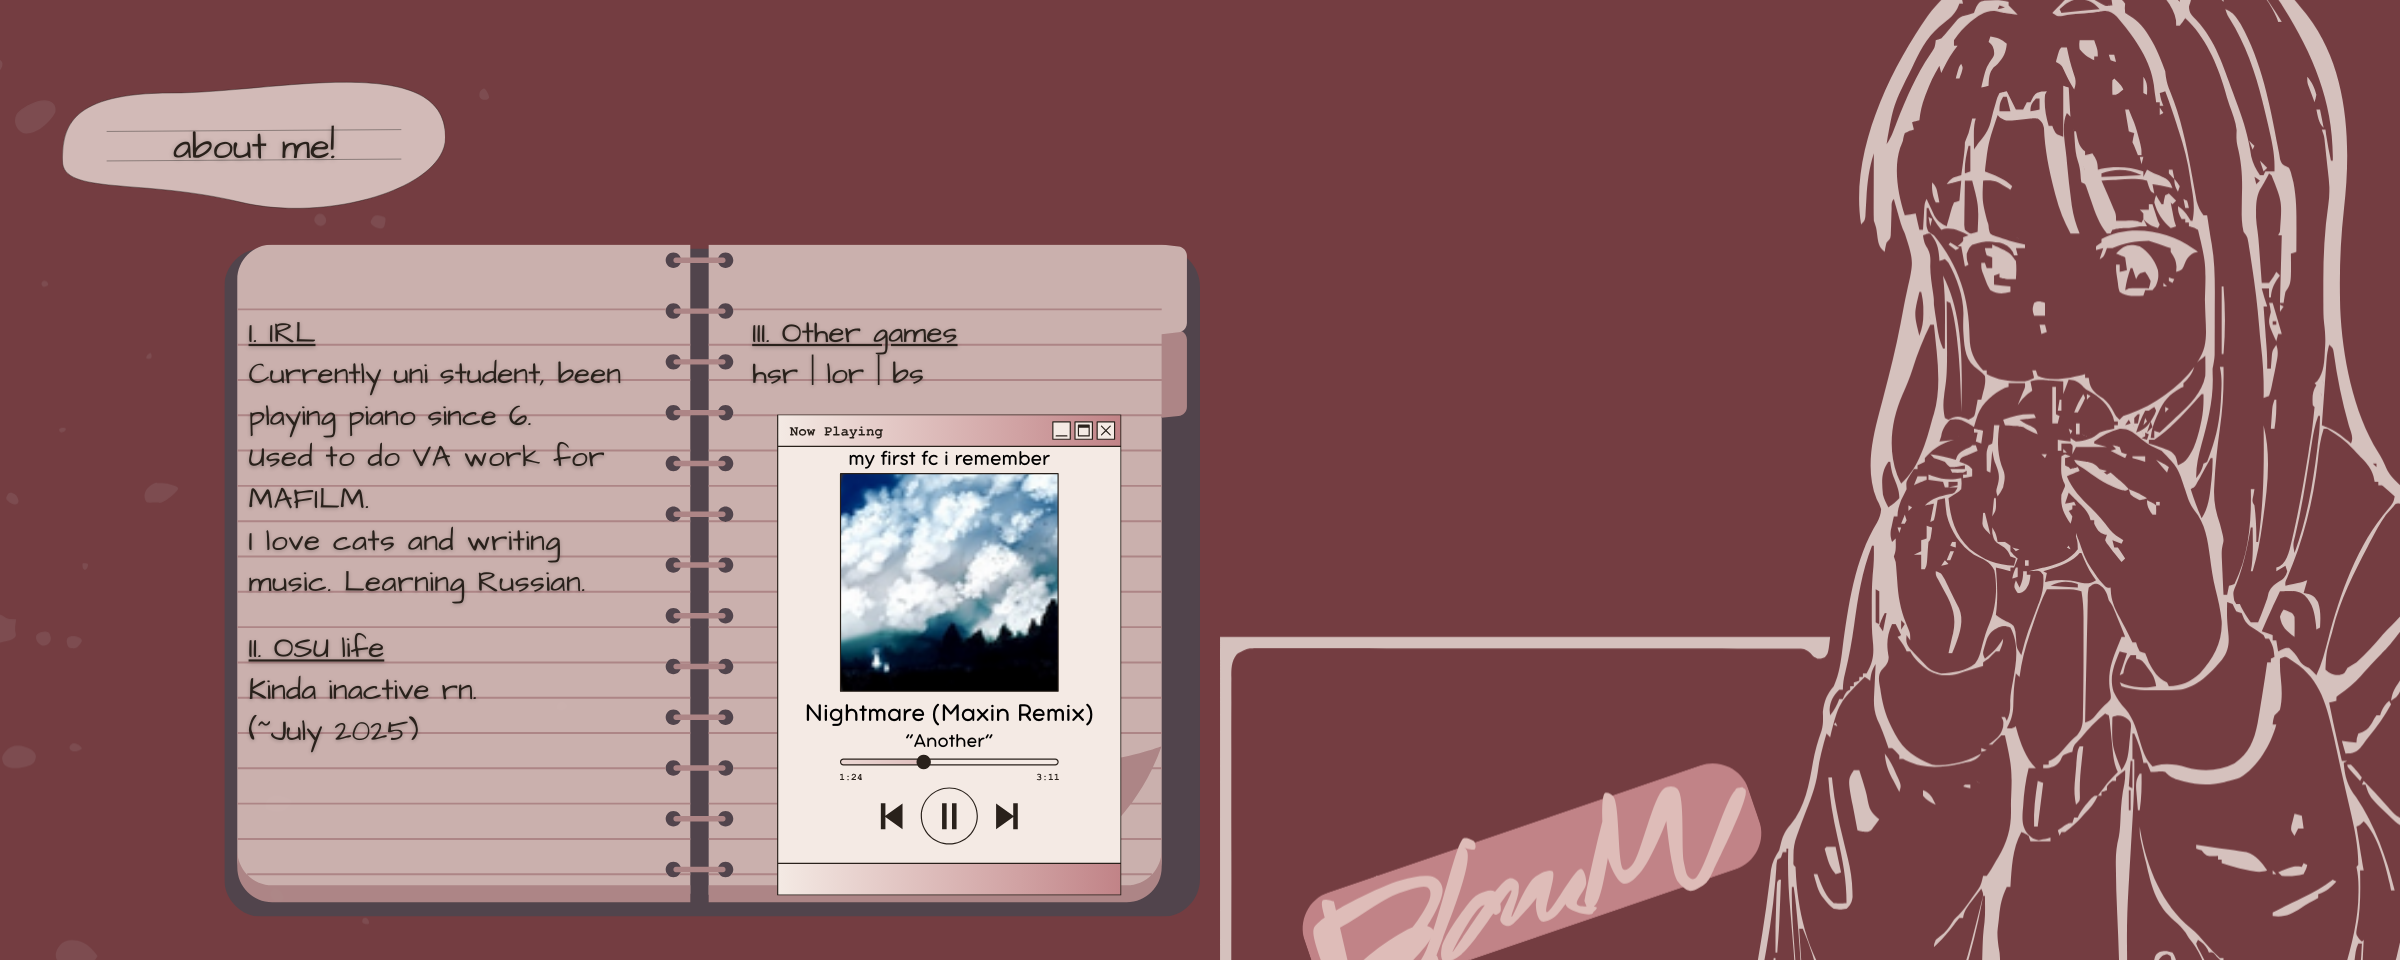 about me!
I. IRL
Currently uni student, been
playing piano since 6.
Used to do VA work for
MAFILM.
I love cats and writing
music. Learning Russian.
II. OSU life
Kinda inactive rn.
(~July 2025)
III. Other games
hsr | lor | bs
Now Playing
my first fc i remember
Nightmare (Maxin Remix)
"Another"
1:24
3:11